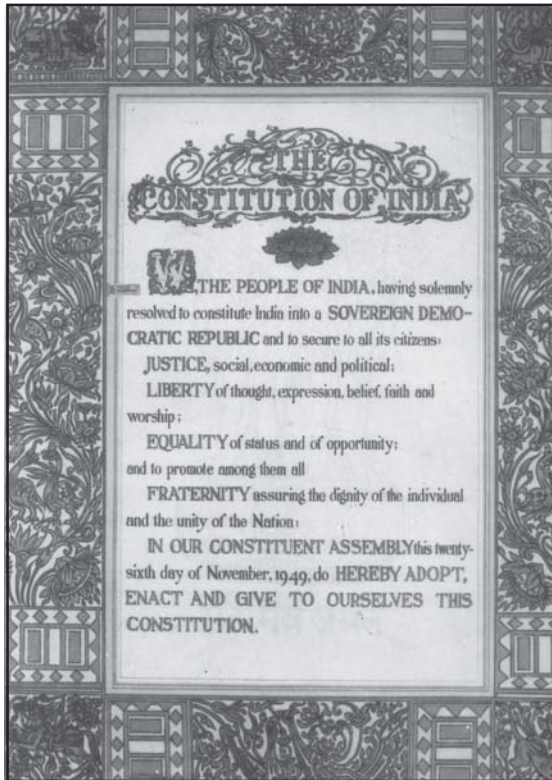 THE
CONSTITUTION OF INDIA
WE, THE PEOPLE OF INDIA, having solemnly
resolved to constitute India into a SOVEREIGN DEMO-
CRATIC REPUBLIC and to secure to all its citizens:
JUSTICE, social, economic and political;
LIBERTY of thought, expression, belief, faith and
worship;
EQUALITY of status and of opportunity;
and to promote among them all
FRATERNITY assuring the dignity of the individual
and the unity of the Nation;
IN OUR CONSTITUENT ASSEMBLY this twenty-
sixth day of November, 1949, do HEREBY ADOPT,
ENACT AND GIVE TO OURSELVES THIS
CONSTITUTION.